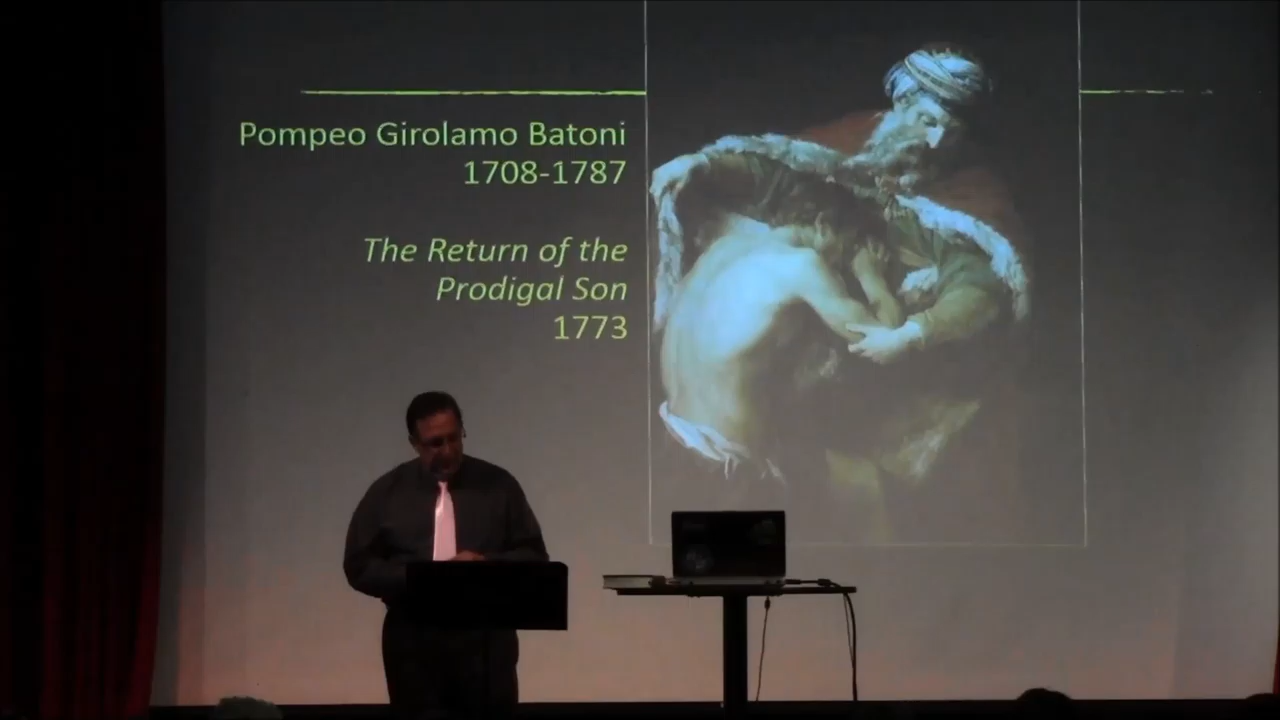 Pompeo Girolamo Batoni
1708-1787
The Return of the
Prodigal Son
1773